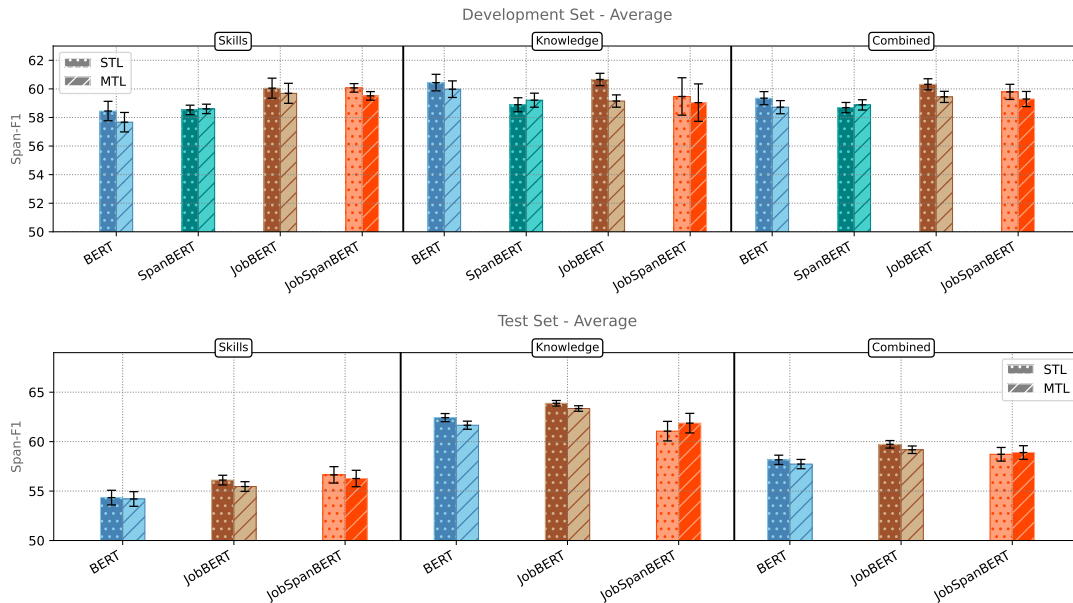 Development Set - Average
Skills Knowledge Combined
STL
MTL
Span-F1
62
60
58
56
54
52
50
BERT SpanBERT JobBERT JobSpanBERT BERT SpanBERT JobBERT JobSpanBERT BERT SpanBERT JobBERT JobSpanBERT
Test Set - Average
Skills Knowledge Combined
STL
MTL
Span-F1
65
60
55
50
BERT JobBERT JobSpanBERT BERT JobBERT JobSpanBERT BERT JobBERT JobSpanBERT